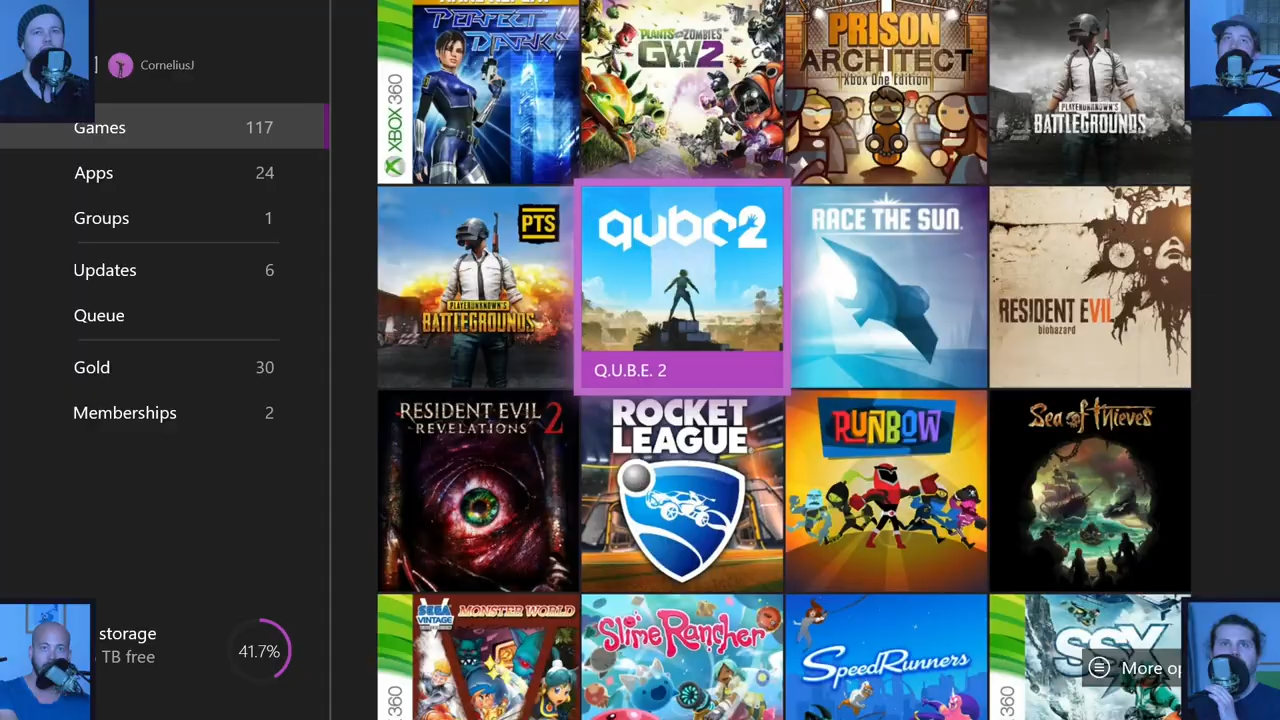 CorneliusJ
Games 117
Apps 24
Groups 1
Updates 6
Queue
Gold 30
Memberships 2
storage
TB free
41.7%
XBOX 360
PERFECT
DARK
PLANTS vs. ZOMBIES
GW2
PRISON
ARCHITECT
Xbox One Edition
PLAYERUNKNOWN'S
BATTLEGROUNDS
PTS
PLAYERUNKNOWN'S
BATTLEGROUNDS
QUBE2
Q.U.B.E. 2
RACE THE SUN
RESIDENT EVIL
biohazard
RESIDENT EVIL
REVELATIONS 2
ROCKET
LEAGUE
RUNBOW
Sea of Thieves
360
SEGA
VINTAGE
MONSTER WORLD
Slime Rancher
SpeedRunners
360
SSX
More op